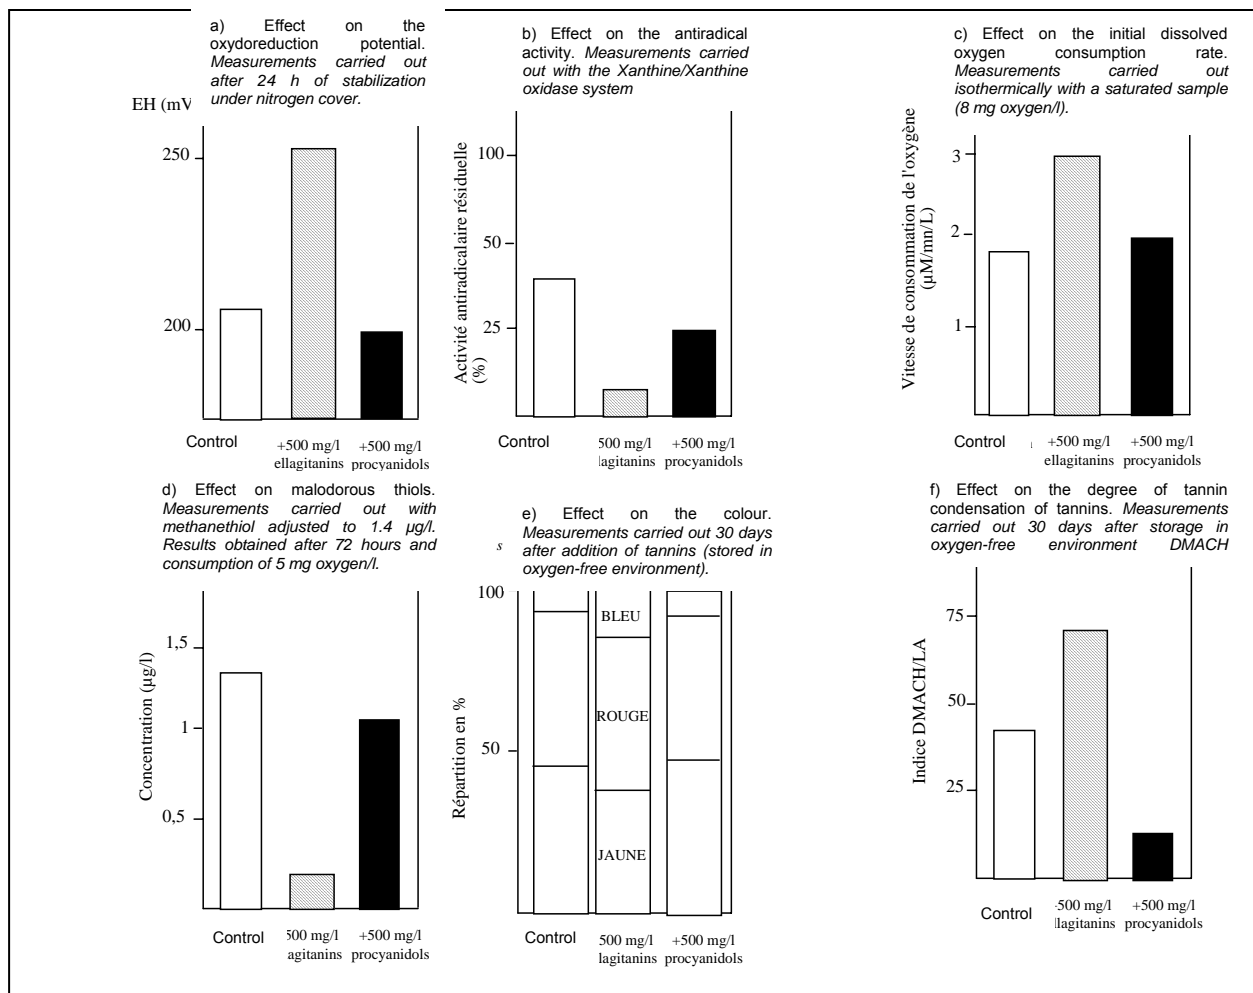 a) Effect on the
oxydoreduction potential.
Measurements carried out
after 24 h of stabilization
under nitrogen cover.
EH (mV
250
200
Control
+500 mg/l
ellagitanins
+500 mg/l
procyanidols
b) Effect on the antiradical
activity. Measurements carried
out with the Xanthine/Xanthine
oxidase system
Activité antiradicalaire résiduelle
(%)
100
50
25
Control
500 mg/l
lagitanins
+500 mg/l
procyanidols
c) Effect on the initial dissolved
oxygen consumption rate.
Measurements carried out
isothermically with a saturated sample
(8 mg oxygen/l).
Vitesse de consommation de l'oxygène
(µM/mn/L)
3
2
1
Control
+500 mg/l
ellagitanins
+500 mg/l
procyanidols
d) Effect on malodorous thiols.
Measurements carried out with
methanethiol adjusted to 1.4 µg/l.
Results obtained after 72 hours and
consumption of 5 mg oxygen/l.
Concentration (µg/l)
1,5
1
0,5
Control
500 mg/l
agitanins
+500 mg/l
procyanidols
e) Effect on the colour.
Measurements carried out 30 days
after addition of tannins (stored in
oxygen-free environment).
s
Répartition en %
100
50
BLEU
ROUGE
JAUNE
Control
500 mg/l
lagitanins
+500 mg/l
procyanidols
f) Effect on the degree of tannin
condensation of tannins. Measurements
carried out 30 days after storage in
oxygen-free environment DMACH
Indice DMACH/LA
75
50
25
Control
+500 mg/l
llagitanins
+500 mg/l
procyanidols